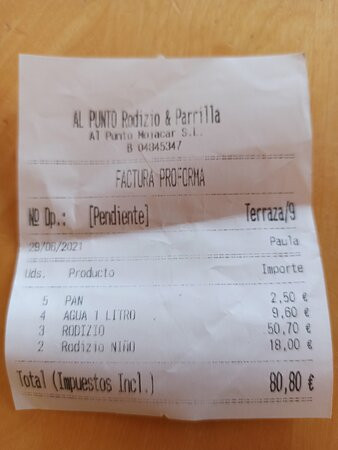 AL PUNTO Rodizio & Parrilla
Al Punto Mojacar S.L.
B 04845347
FACTURA PROFORMA
Nº Op.: [Pendiente] Terraza/9
29/06/2021 Paula
Uds. Producto Importe
5 PAN 2,50 €
4 AGUA 1 LITRO 9,60 €
3 RODIZIO 50,70 €
2 Rodizio NIÑO 18,00 €
Total (Impuestos Incl.) 80,80 €